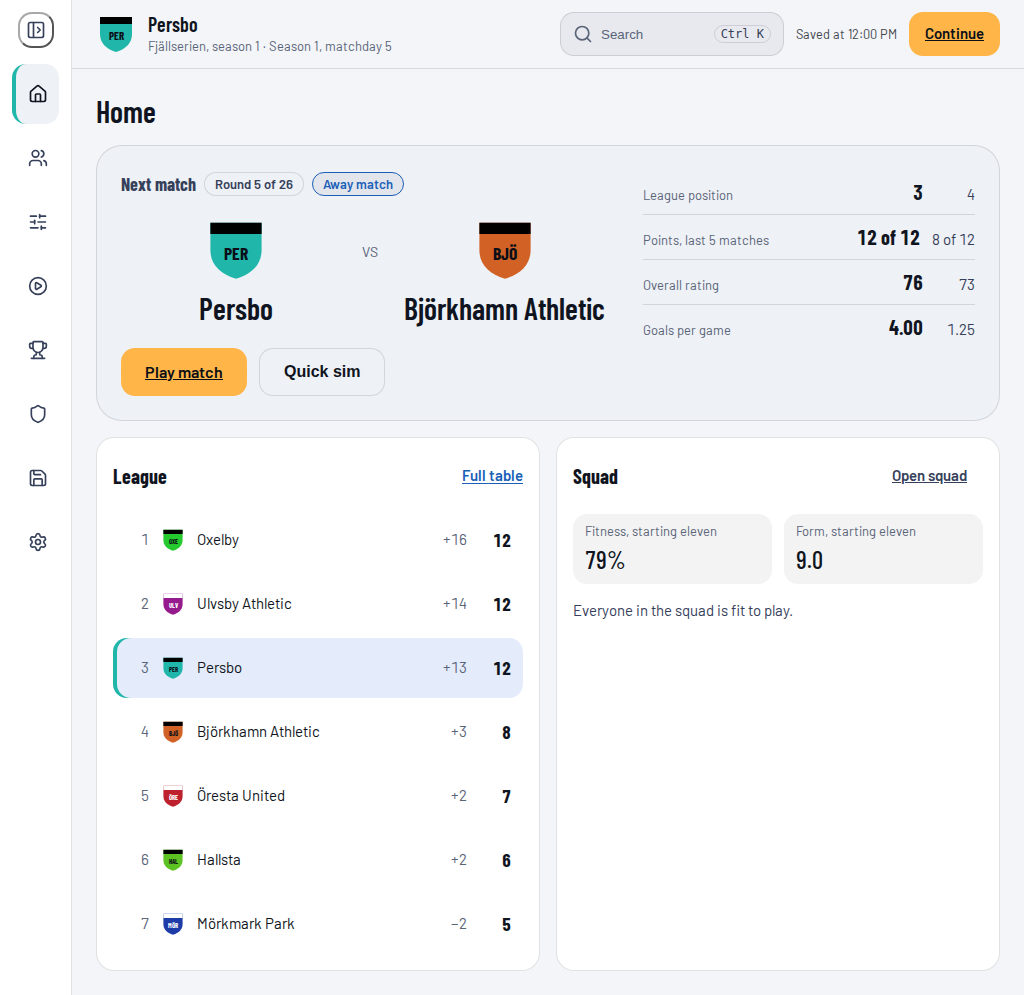 PER
Persbo
Fjällserien, season 1 · Season 1, matchday 5
Search
Ctrl K
Saved at 12:00 PM
Continue
Home
Next match
Round 5 of 26
Away match
PER
VS
BJÖ
Persbo
Björkhamn Athletic
Play match
Quick sim
League position 3 4
Points, last 5 matches 12 of 12 8 of 12
Overall rating 76 73
Goals per game 4.00 1.25
League
Full table
1 OXE Oxelby +16 12
2 ULV Ulvsby Athletic +14 12
3 PER Persbo +13 12
4 BJÖ Björkhamn Athletic +3 8
5 ÖRE Öresta United +2 7
6 HAL Hallsta +2 6
7 MÖR Mörkmark Park −2 5
Squad
Open squad
Fitness, starting eleven
79%
Form, starting eleven
9.0
Everyone in the squad is fit to play.